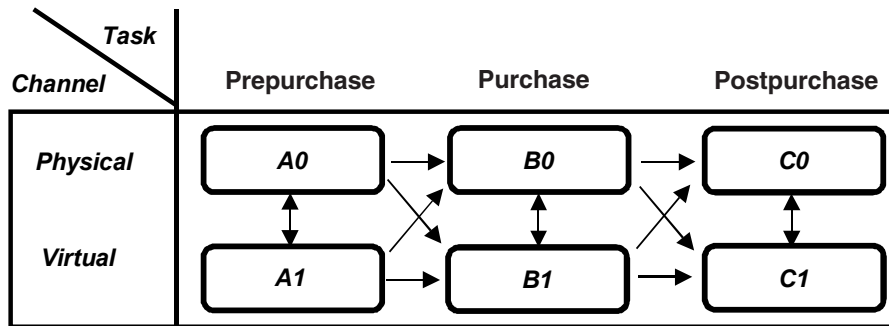 Task
Channel
Prepurchase Purchase Postpurchase
Physical A0 B0 C0
Virtual A1 B1 C1